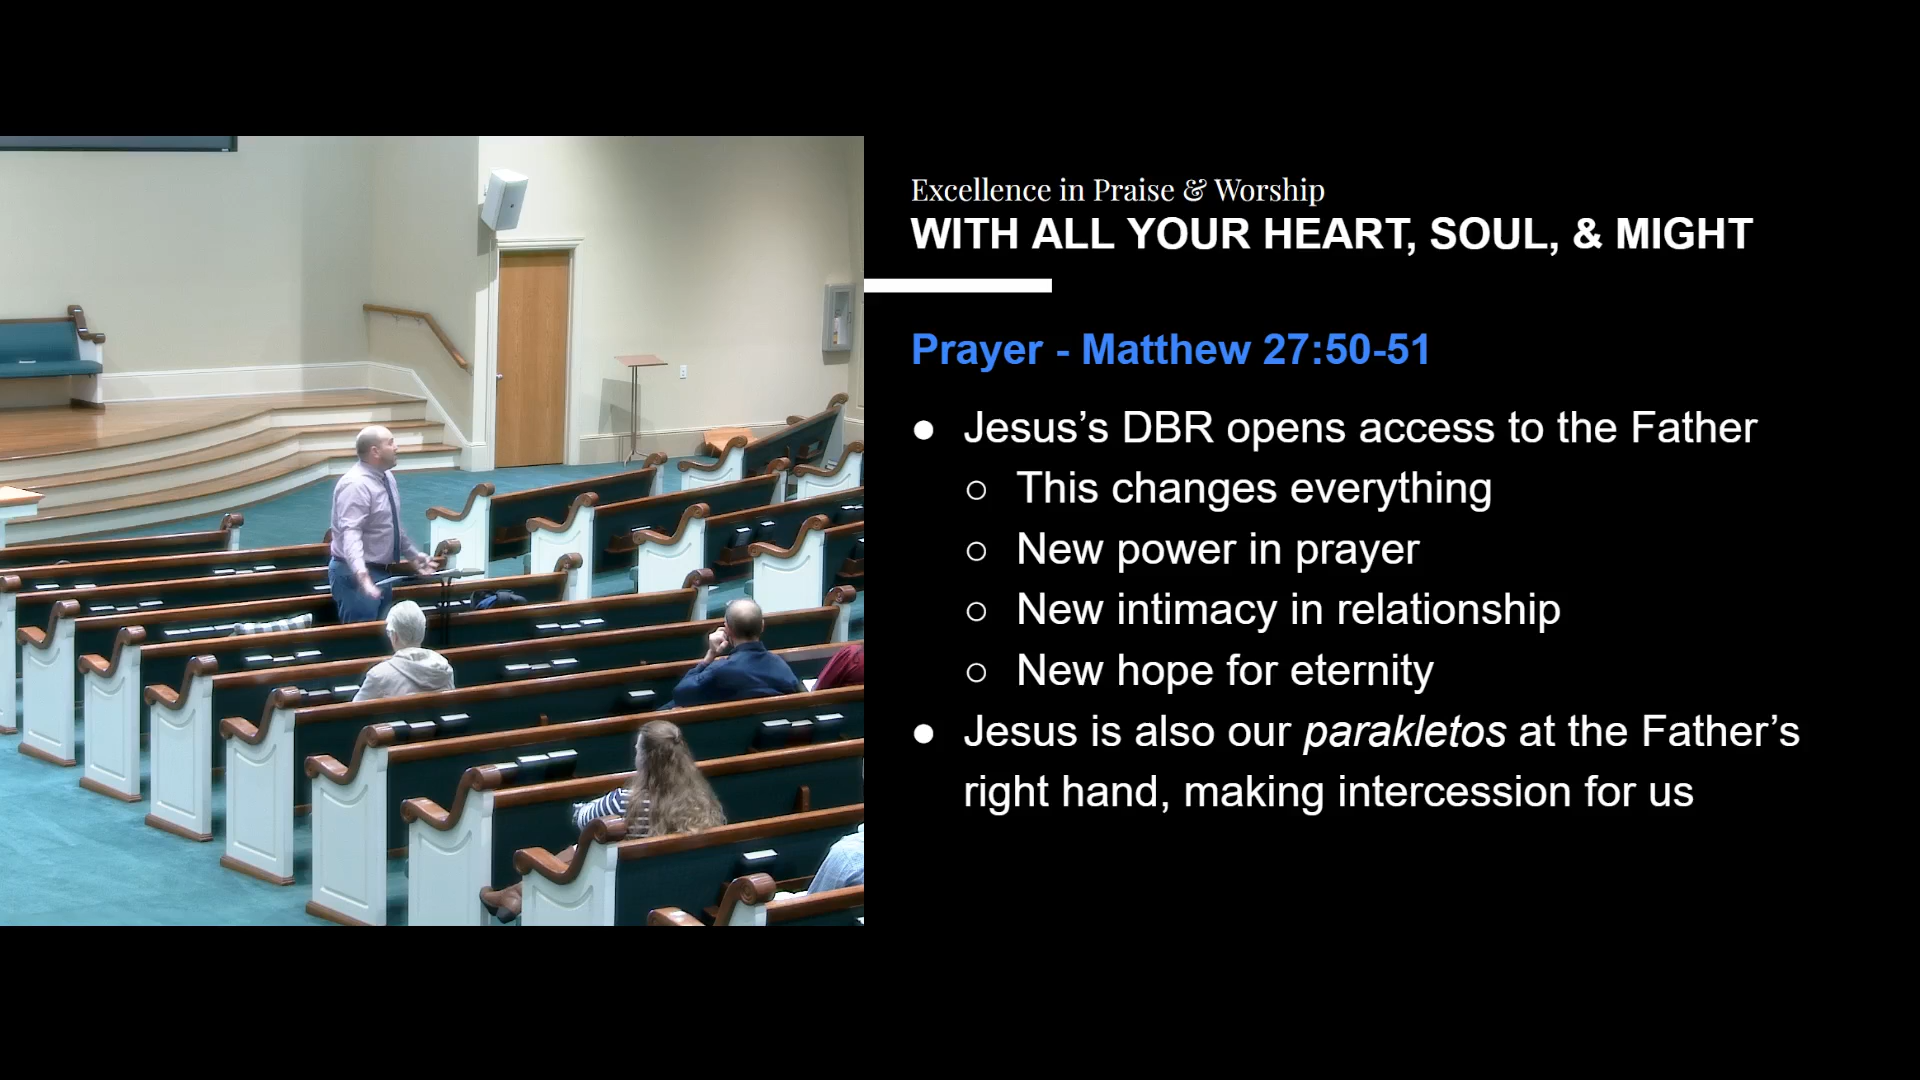 Excellence in Praise & Worship
WITH ALL YOUR HEART, SOUL, & MIGHT
Prayer - Matthew 27:50-51
● Jesus’s DBR opens access to the Father
○ This changes everything
○ New power in prayer
○ New intimacy in relationship
○ New hope for eternity
● Jesus is also our parakletos at the Father’s
right hand, making intercession for us